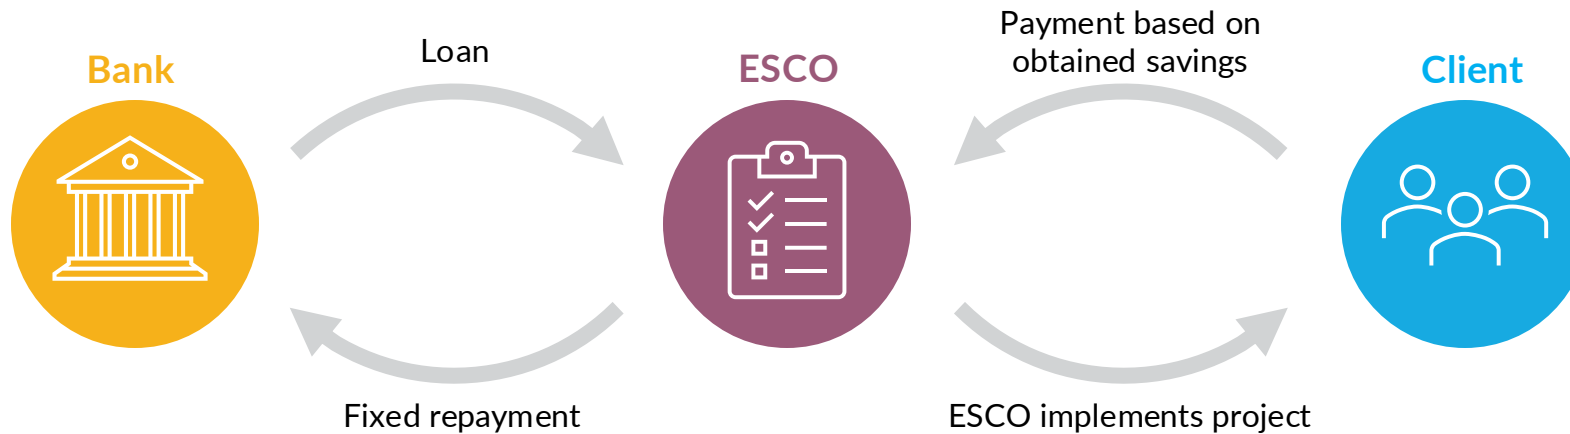 Bank
Loan
ESCO
Payment based on
obtained savings
Client
Fixed repayment
ESCO implements project